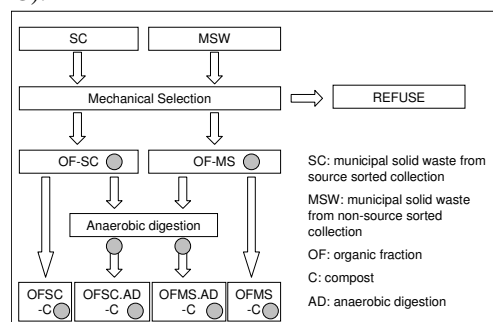 SC
MSW
Mechanical Selection
REFUSE
OF-SC
OF-MS
Anaerobic digestion
OFSC
-C
OFSC.AD
-C
OFMS.AD
-C
OFMS
-C
SC: municipal solid waste from
source sorted collection
MSW: municipal solid waste
from non-source sorted
collection
OF: organic fraction
C: compost
AD: anaerobic digestion